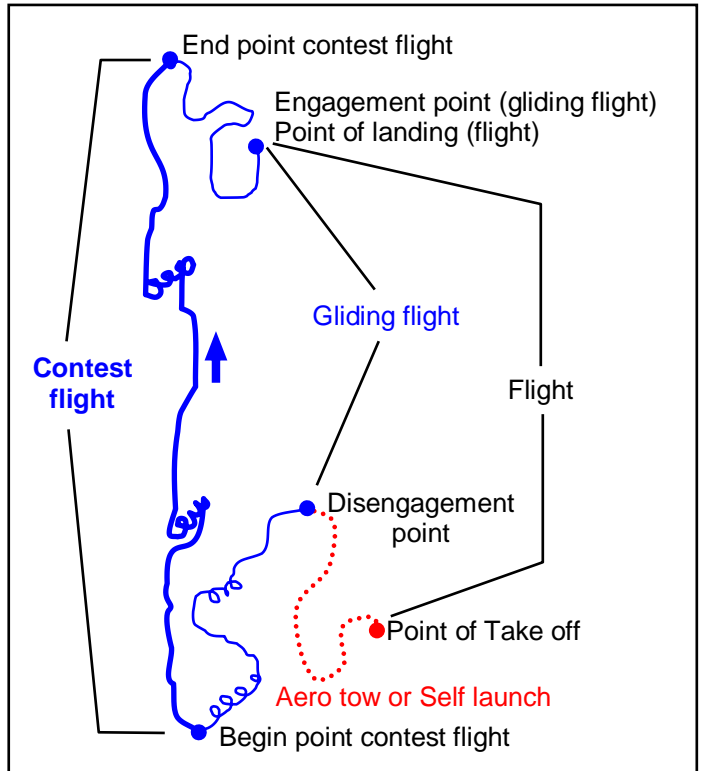 End point contest flight
Engagement point (gliding flight)
Point of landing (flight)
Gliding flight
Contest
flight
Flight
Disengagement
point
Point of Take off
Aero tow or Self launch
Begin point contest flight